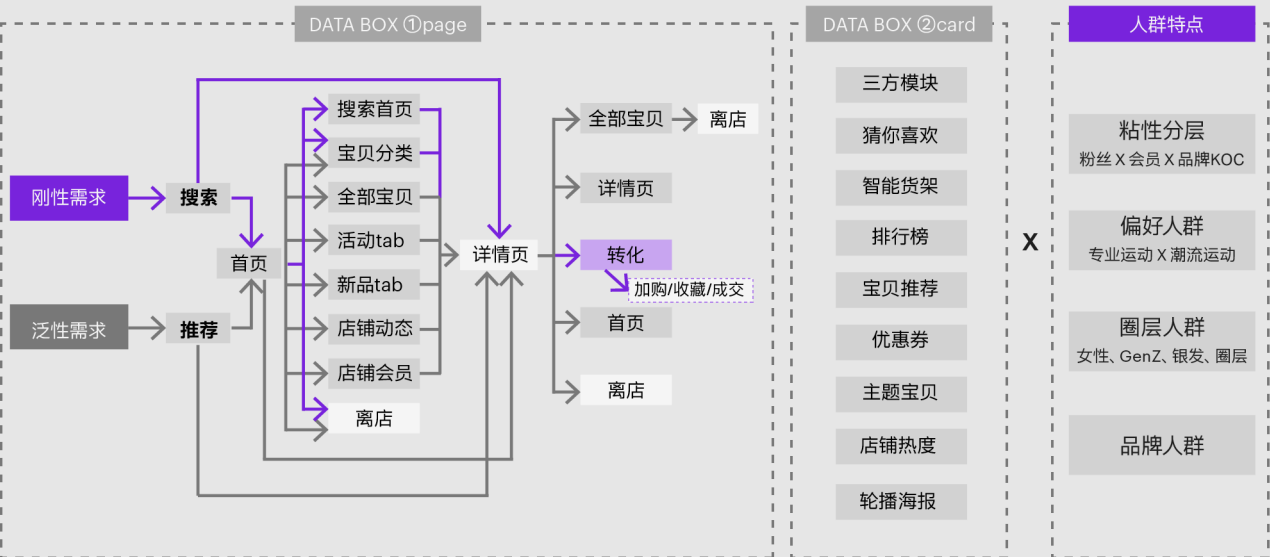 DATA BOX ①page
刚性需求
泛性需求
搜索
首页
推荐
搜索首页
宝贝分类
全部宝贝
活动tab
新品tab
店铺动态
店铺会员
离店
详情页
全部宝贝
离店
详情页
转化
加购/收藏/成交
首页
离店
DATA BOX ②card
三方模块
猜你喜欢
智能货架
排行榜
宝贝推荐
优惠券
主题宝贝
店铺热度
轮播海报
X
人群特点
粘性分层
粉丝 X 会员 X 品牌KOC
偏好人群
专业运动 X 潮流运动
圈层人群
女性、GenZ、银发、圈层
品牌人群